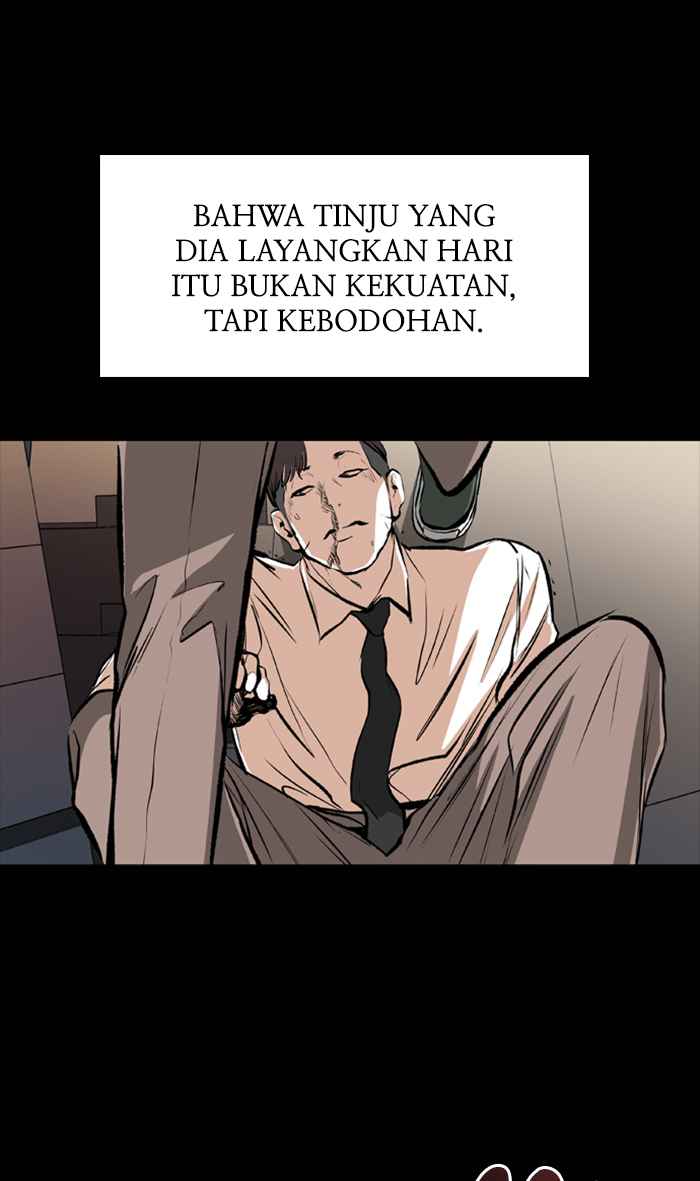 BAHWA TINJU YANG
DIA LAYANGKAN HARI
ITU BUKAN KEKUATAN,
TAPI KEBODOHAN.